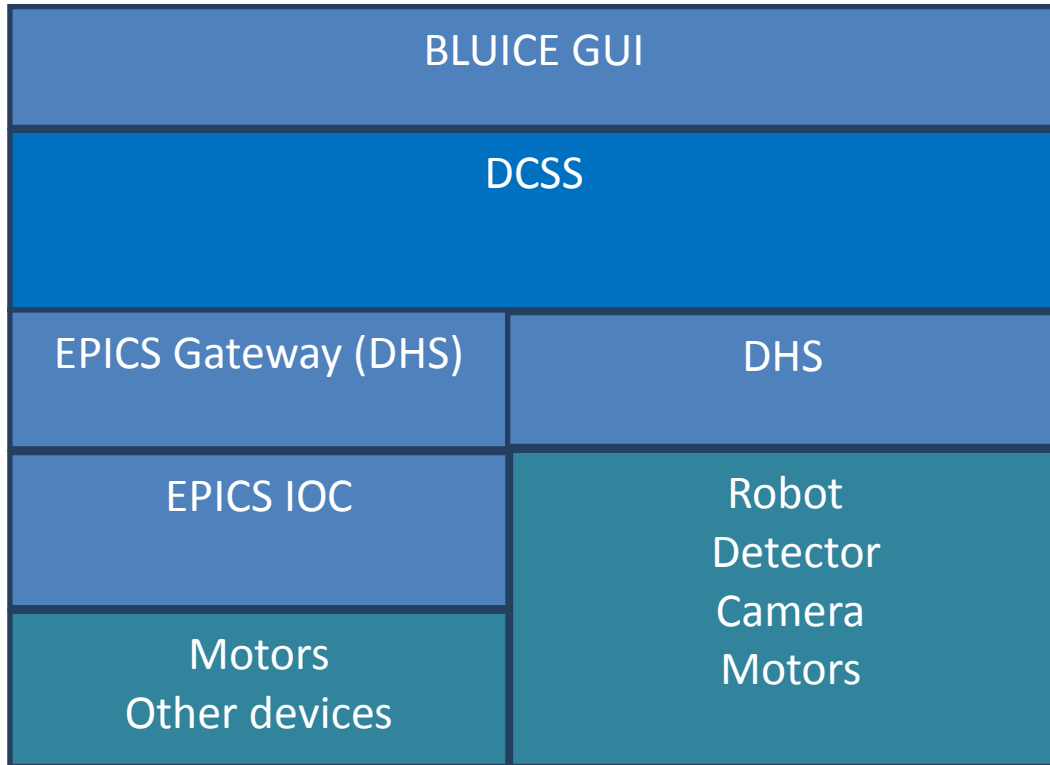 BLUICE GUI
DCSS
EPICS Gateway (DHS)
DHS
EPICS IOC
Motors
Other devices
Robot
Detector
Camera
Motors